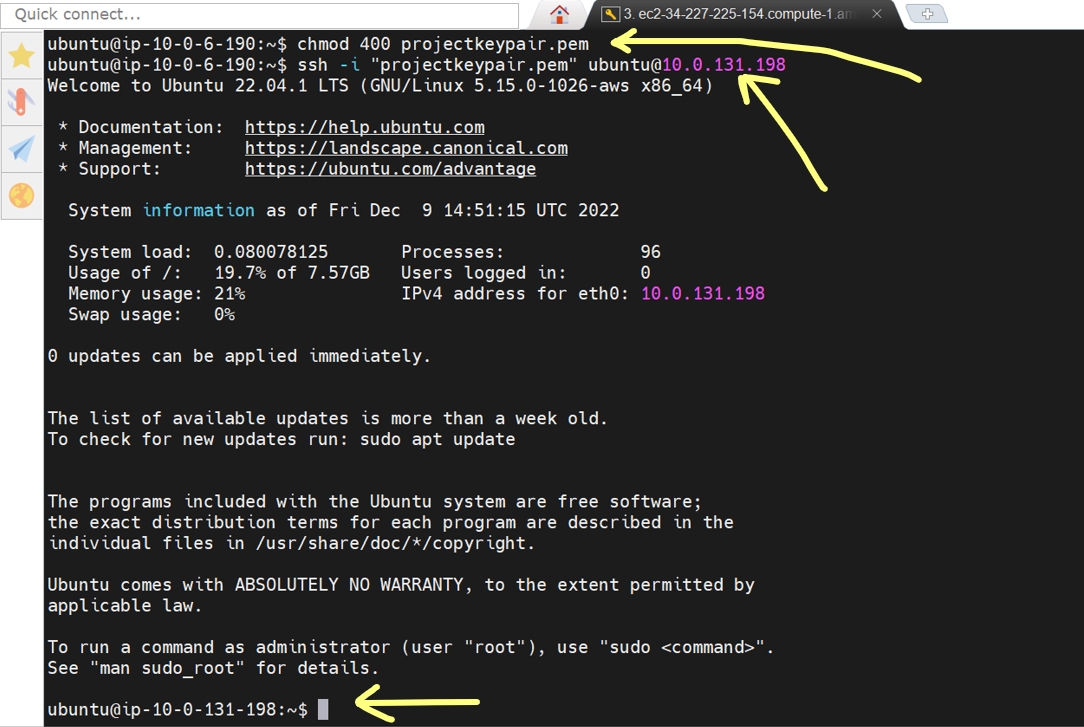 Quick connect...
3. ec2-34-227-225-154.compute-1.am
ubuntu@ip-10-0-6-190:~$ chmod 400 projectkeypair.pem
ubuntu@ip-10-0-6-190:~$ ssh -i "projectkeypair.pem" ubuntu@10.0.131.198
Welcome to Ubuntu 22.04.1 LTS (GNU/Linux 5.15.0-1026-aws x86_64)
* Documentation: https://help.ubuntu.com
* Management: https://landscape.canonical.com
* Support: https://ubuntu.com/advantage
System information as of Fri Dec 9 14:51:15 UTC 2022
System load: 0.080078125 Processes: 96
Usage of /: 19.7% of 7.57GB Users logged in: 0
Memory usage: 21% IPv4 address for eth0: 10.0.131.198
Swap usage: 0%
0 updates can be applied immediately.
The list of available updates is more than a week old.
To check for new updates run: sudo apt update
The programs included with the Ubuntu system are free software;
the exact distribution terms for each program are described in the
individual files in /usr/share/doc/*/copyright.
Ubuntu comes with ABSOLUTELY NO WARRANTY, to the extent permitted by
applicable law.
To run a command as administrator (user "root"), use "sudo <command>".
See "man sudo_root" for details.
ubuntu@ip-10-0-131-198:~$